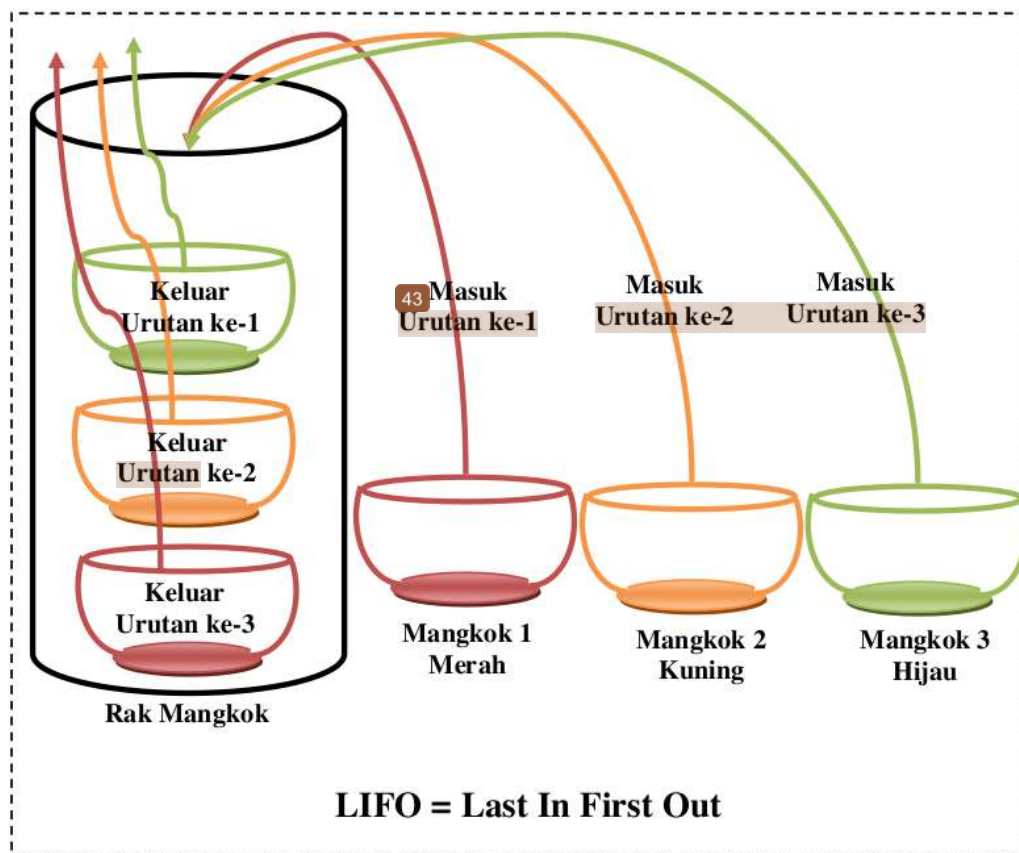 Keluar
Urutan ke-1
Keluar
Urutan ke-2
Keluar
Urutan ke-3
Rak Mangkok
43
Masuk
Urutan ke-1
Masuk
Urutan ke-2
Masuk
Urutan ke-3
Mangkok 1
Merah
Mangkok 2
Kuning
Mangkok 3
Hijau
LIFO = Last In First Out